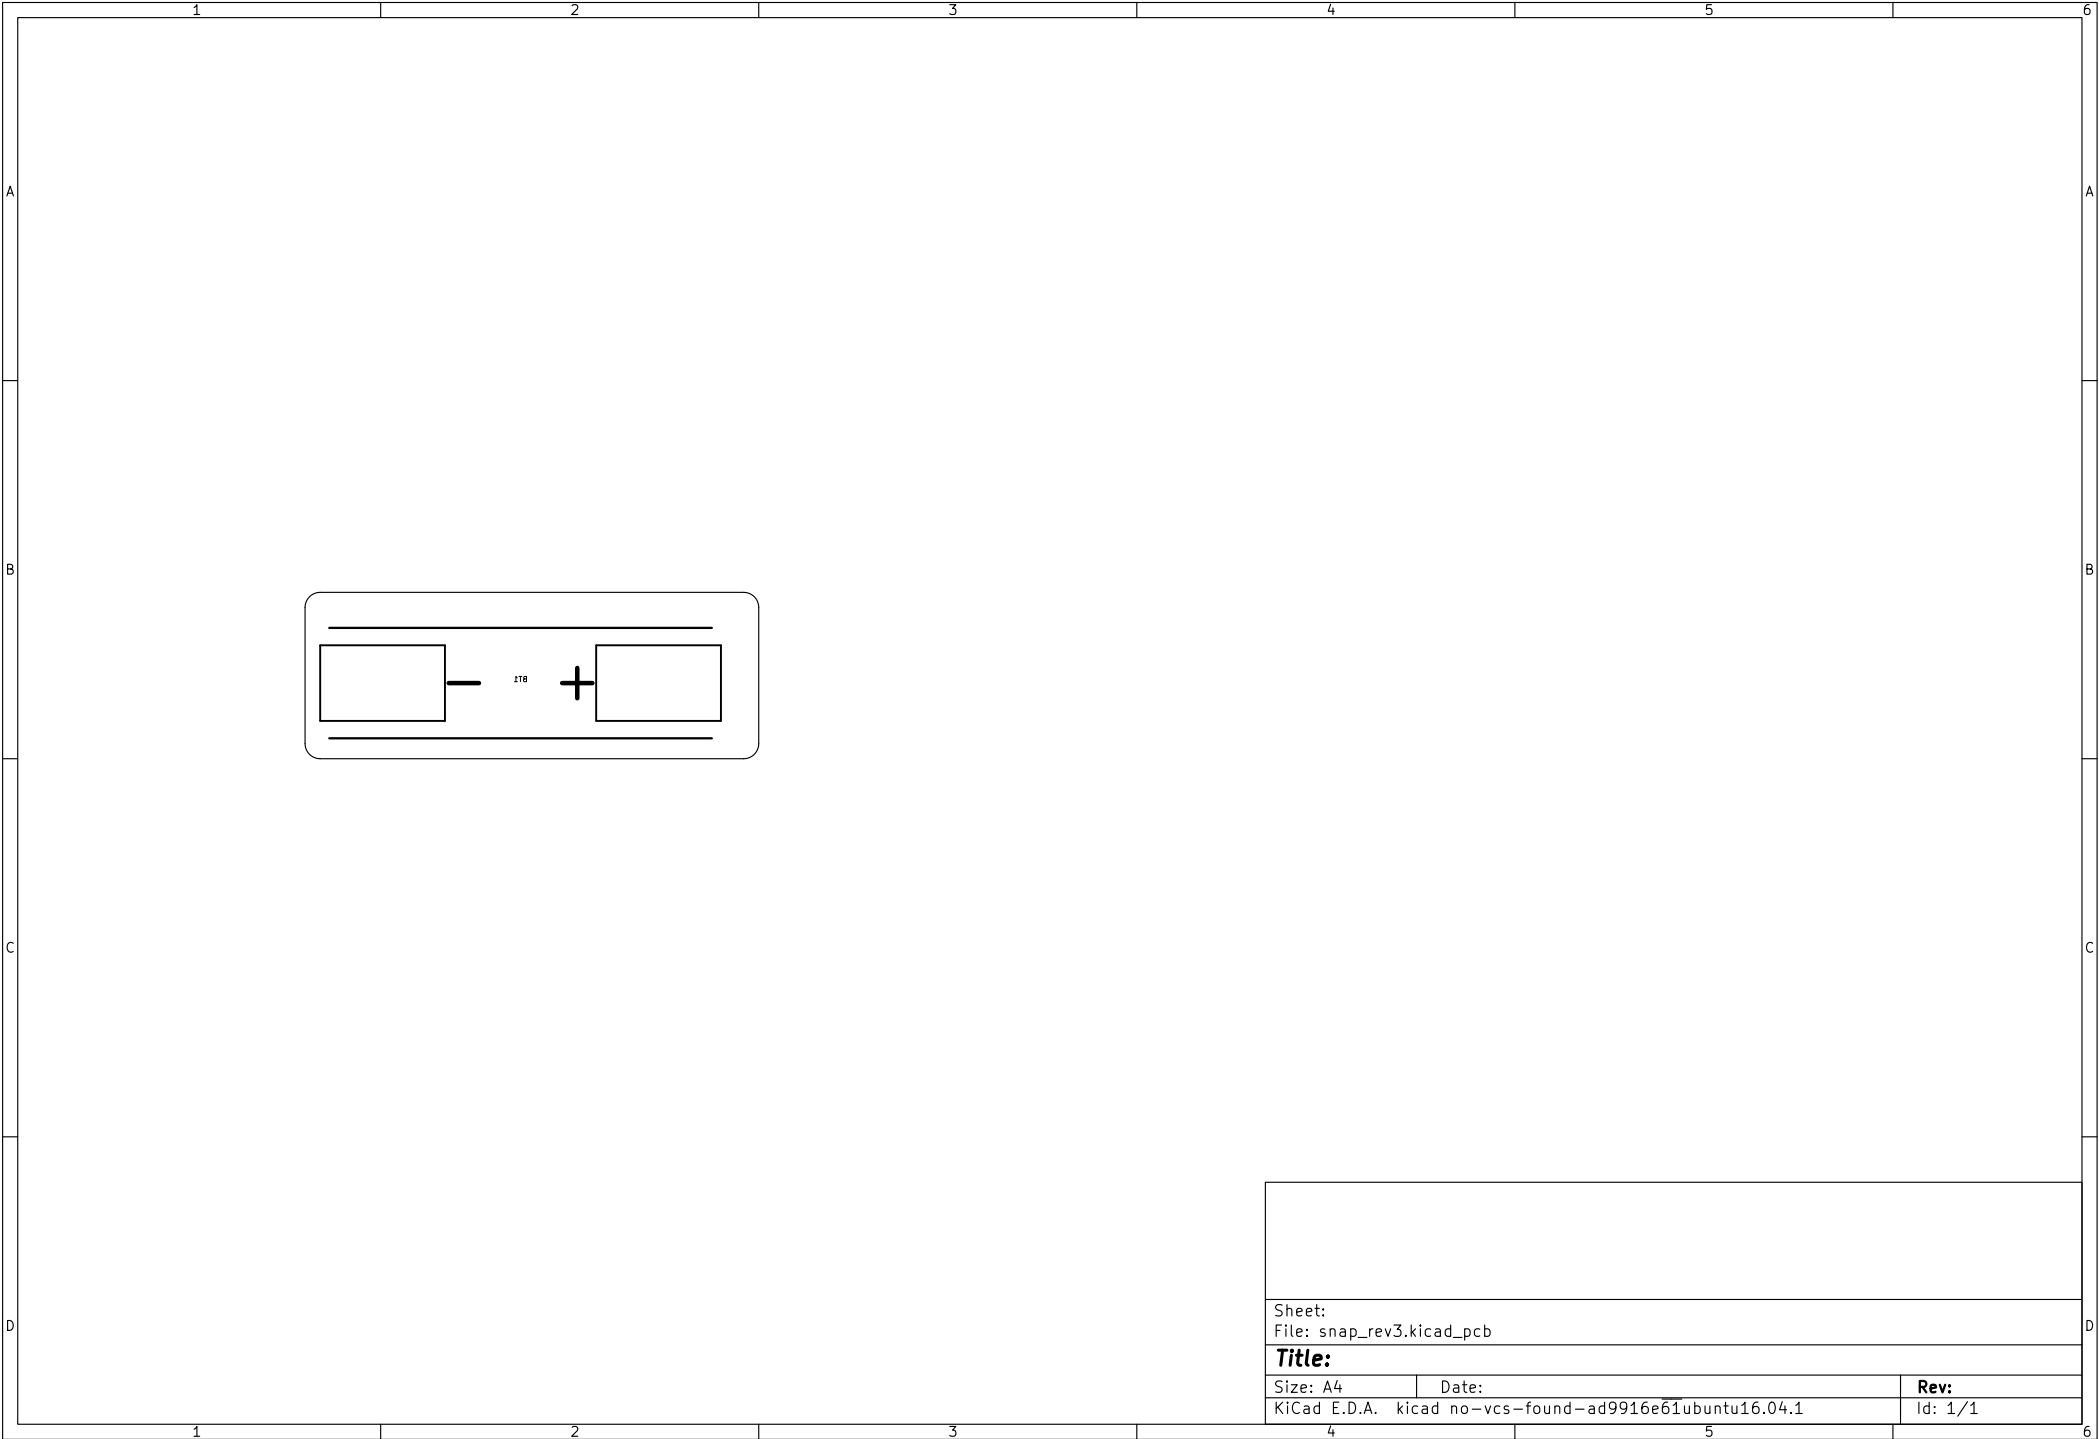 1 2 3 4 5 6
A A
B B
− BT1 +
C C
Sheet:
File: snap_rev3.kicad_pcb
D D
Title:
Size: A4 Date: Rev:
KiCad E.D.A. kicad no-vcs-found-ad9916e61ubuntu16.04.1 Id: 1/1
1 2 3 4 5 6